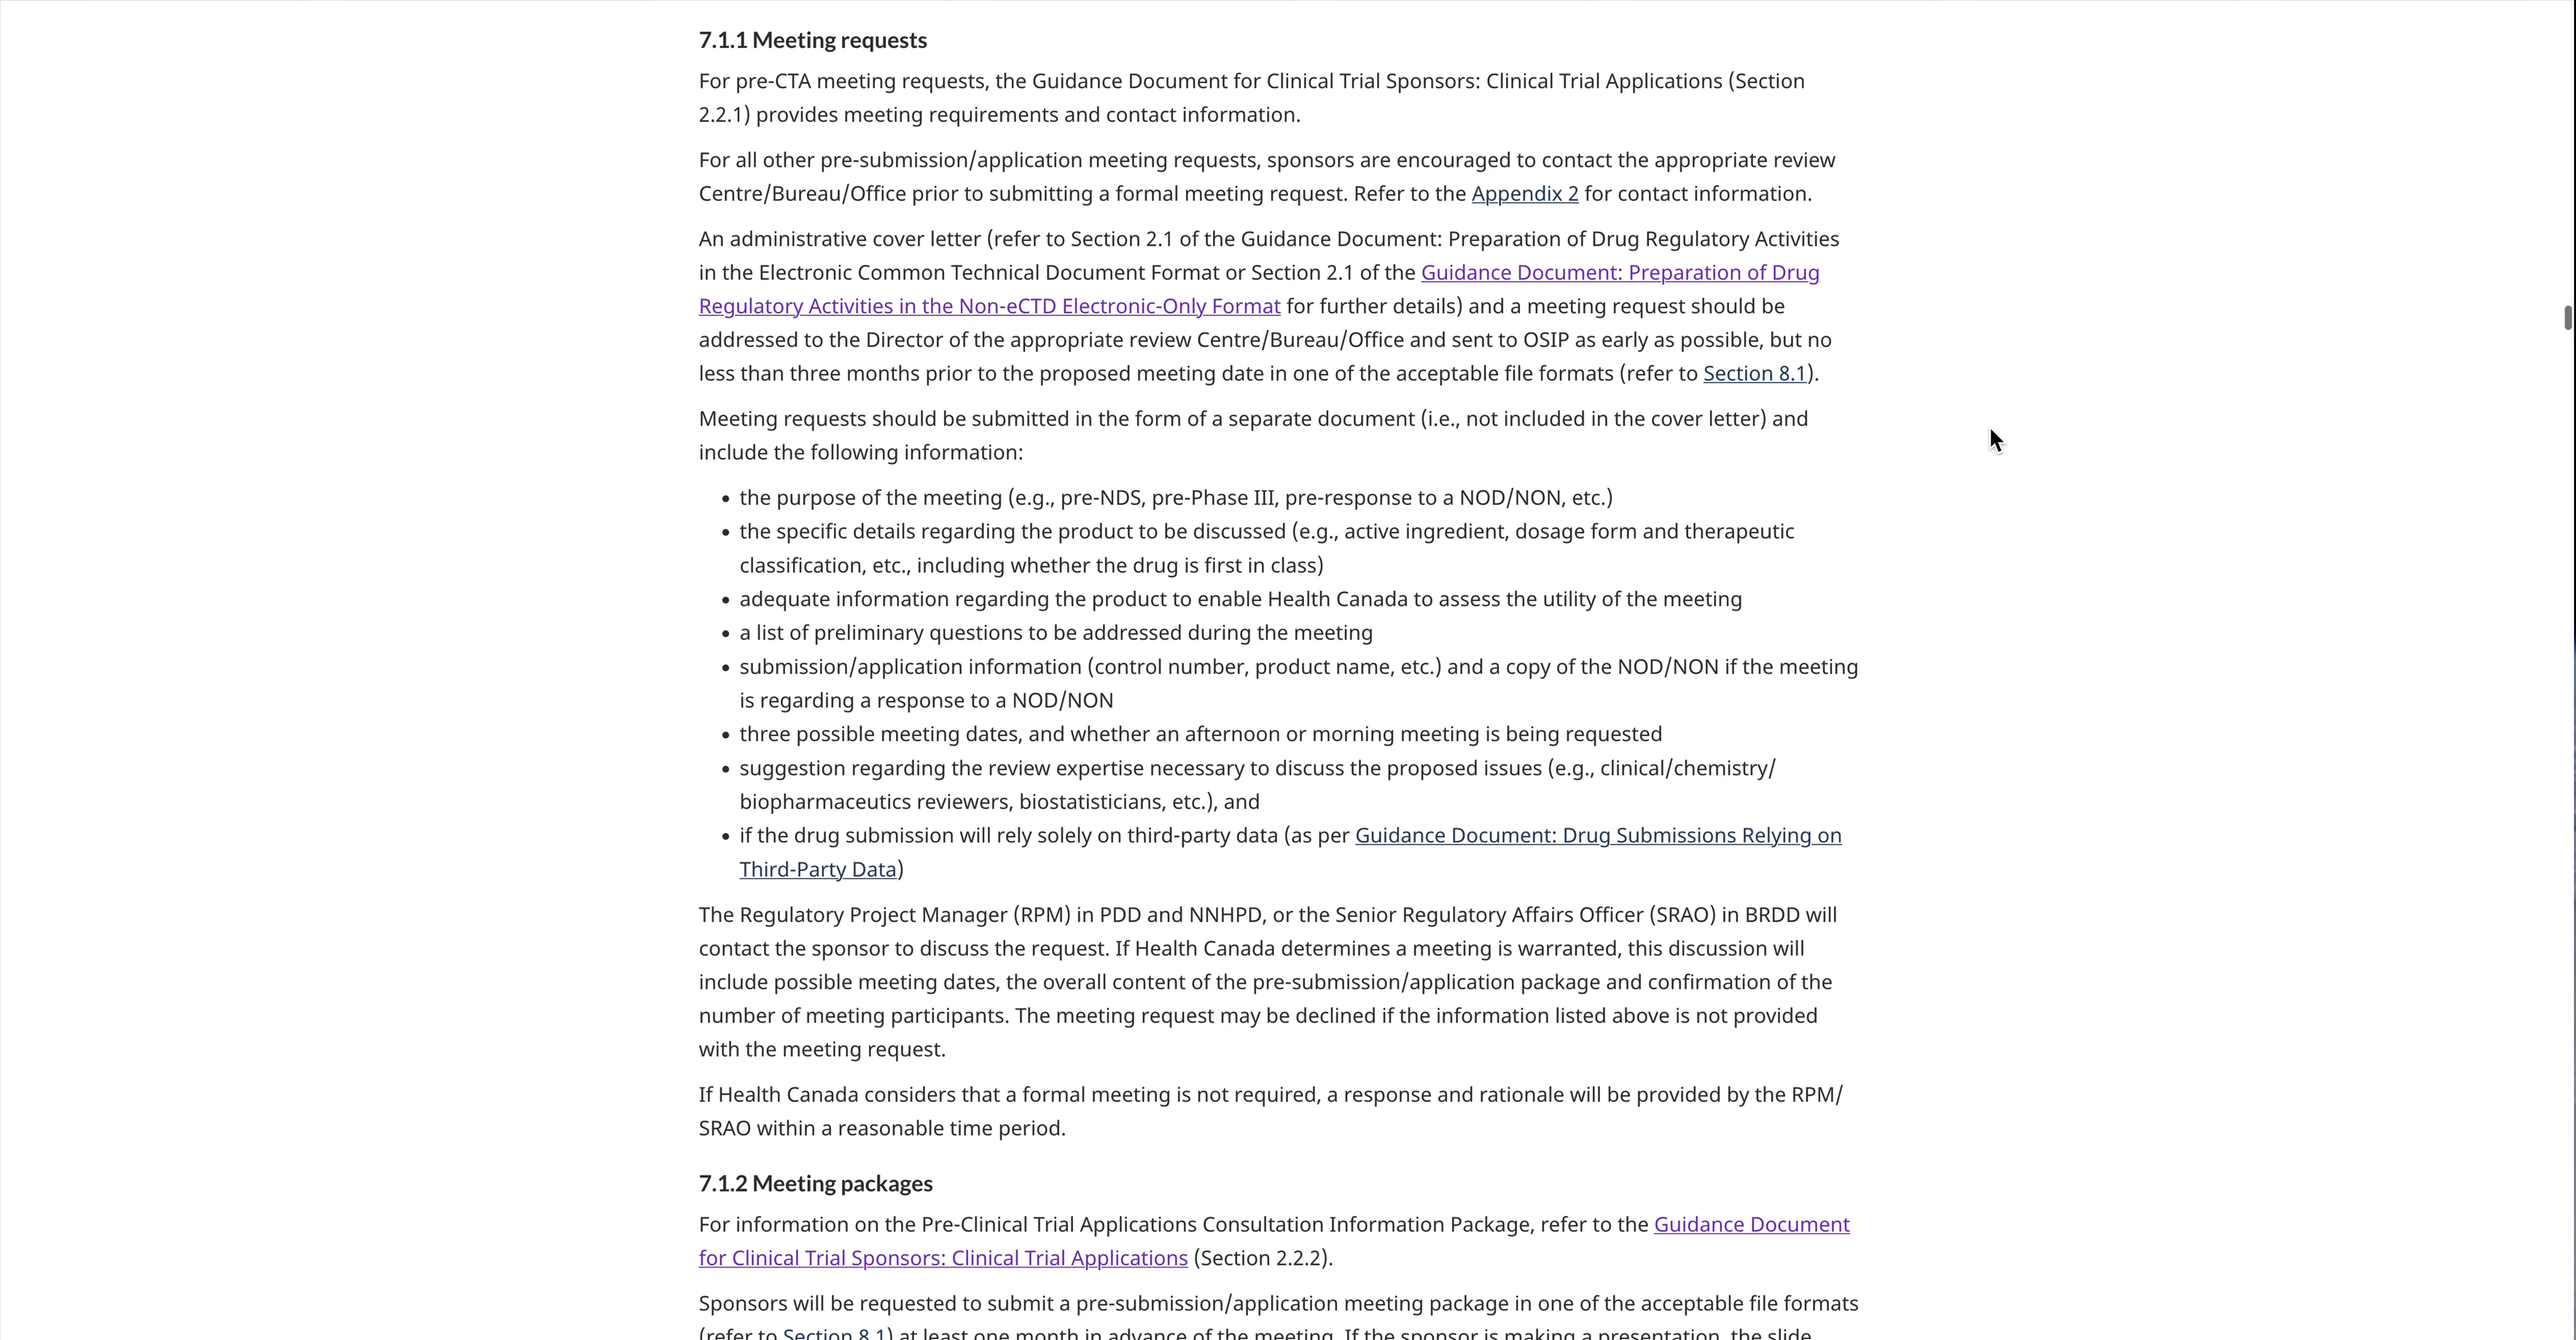 7.1.1 Meeting requests
For pre-CTA meeting requests, the Guidance Document for Clinical Trial Sponsors: Clinical Trial Applications (Section
2.2.1) provides meeting requirements and contact information.
For all other pre-submission/application meeting requests, sponsors are encouraged to contact the appropriate review
Centre/Bureau/Office prior to submitting a formal meeting request. Refer to the Appendix 2 for contact information.
An administrative cover letter (refer to Section 2.1 of the Guidance Document: Preparation of Drug Regulatory Activities
in the Electronic Common Technical Document Format or Section 2.1 of the Guidance Document: Preparation of Drug
Regulatory Activities in the Non-eCTD Electronic-Only Format for further details) and a meeting request should be
addressed to the Director of the appropriate review Centre/Bureau/Office and sent to OSIP as early as possible, but no
less than three months prior to the proposed meeting date in one of the acceptable file formats (refer to Section 8.1).
Meeting requests should be submitted in the form of a separate document (i.e., not included in the cover letter) and
include the following information:
• the purpose of the meeting (e.g., pre-NDS, pre-Phase III, pre-response to a NOD/NON, etc.)
• the specific details regarding the product to be discussed (e.g., active ingredient, dosage form and therapeutic
classification, etc., including whether the drug is first in class)
• adequate information regarding the product to enable Health Canada to assess the utility of the meeting
• a list of preliminary questions to be addressed during the meeting
• submission/application information (control number, product name, etc.) and a copy of the NOD/NON if the meeting
is regarding a response to a NOD/NON
• three possible meeting dates, and whether an afternoon or morning meeting is being requested
• suggestion regarding the review expertise necessary to discuss the proposed issues (e.g., clinical/chemistry/
biopharmaceutics reviewers, biostatisticians, etc.), and
• if the drug submission will rely solely on third-party data (as per Guidance Document: Drug Submissions Relying on
Third-Party Data)
The Regulatory Project Manager (RPM) in PDD and NNHPD, or the Senior Regulatory Affairs Officer (SRAO) in BRDD will
contact the sponsor to discuss the request. If Health Canada determines a meeting is warranted, this discussion will
include possible meeting dates, the overall content of the pre-submission/application package and confirmation of the
number of meeting participants. The meeting request may be declined if the information listed above is not provided
with the meeting request.
If Health Canada considers that a formal meeting is not required, a response and rationale will be provided by the RPM/
SRAO within a reasonable time period.
7.1.2 Meeting packages
For information on the Pre-Clinical Trial Applications Consultation Information Package, refer to the Guidance Document
for Clinical Trial Sponsors: Clinical Trial Applications (Section 2.2.2).
Sponsors will be requested to submit a pre-submission/application meeting package in one of the acceptable file formats
(refer to Section 8.1) at least one month in advance of the meeting. If the sponsor is making a presentation, the slide